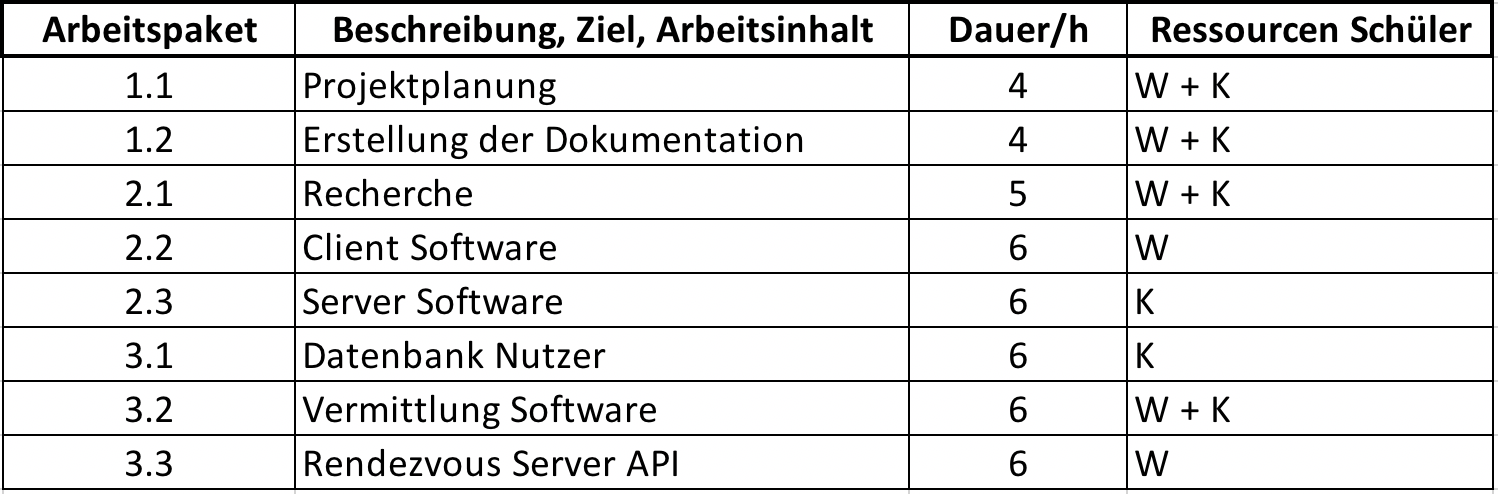 Arbeitspaket Beschreibung, Ziel, Arbeitsinhalt Dauer/h Ressourcen Schüler
1.1 Projektplanung 4 W + K
1.2 Erstellung der Dokumentation 4 W + K
2.1 Recherche 5 W + K
2.2 Client Software 6 W
2.3 Server Software 6 K
3.1 Datenbank Nutzer 6 K
3.2 Vermittlung Software 6 W + K
3.3 Rendezvous Server API 6 W